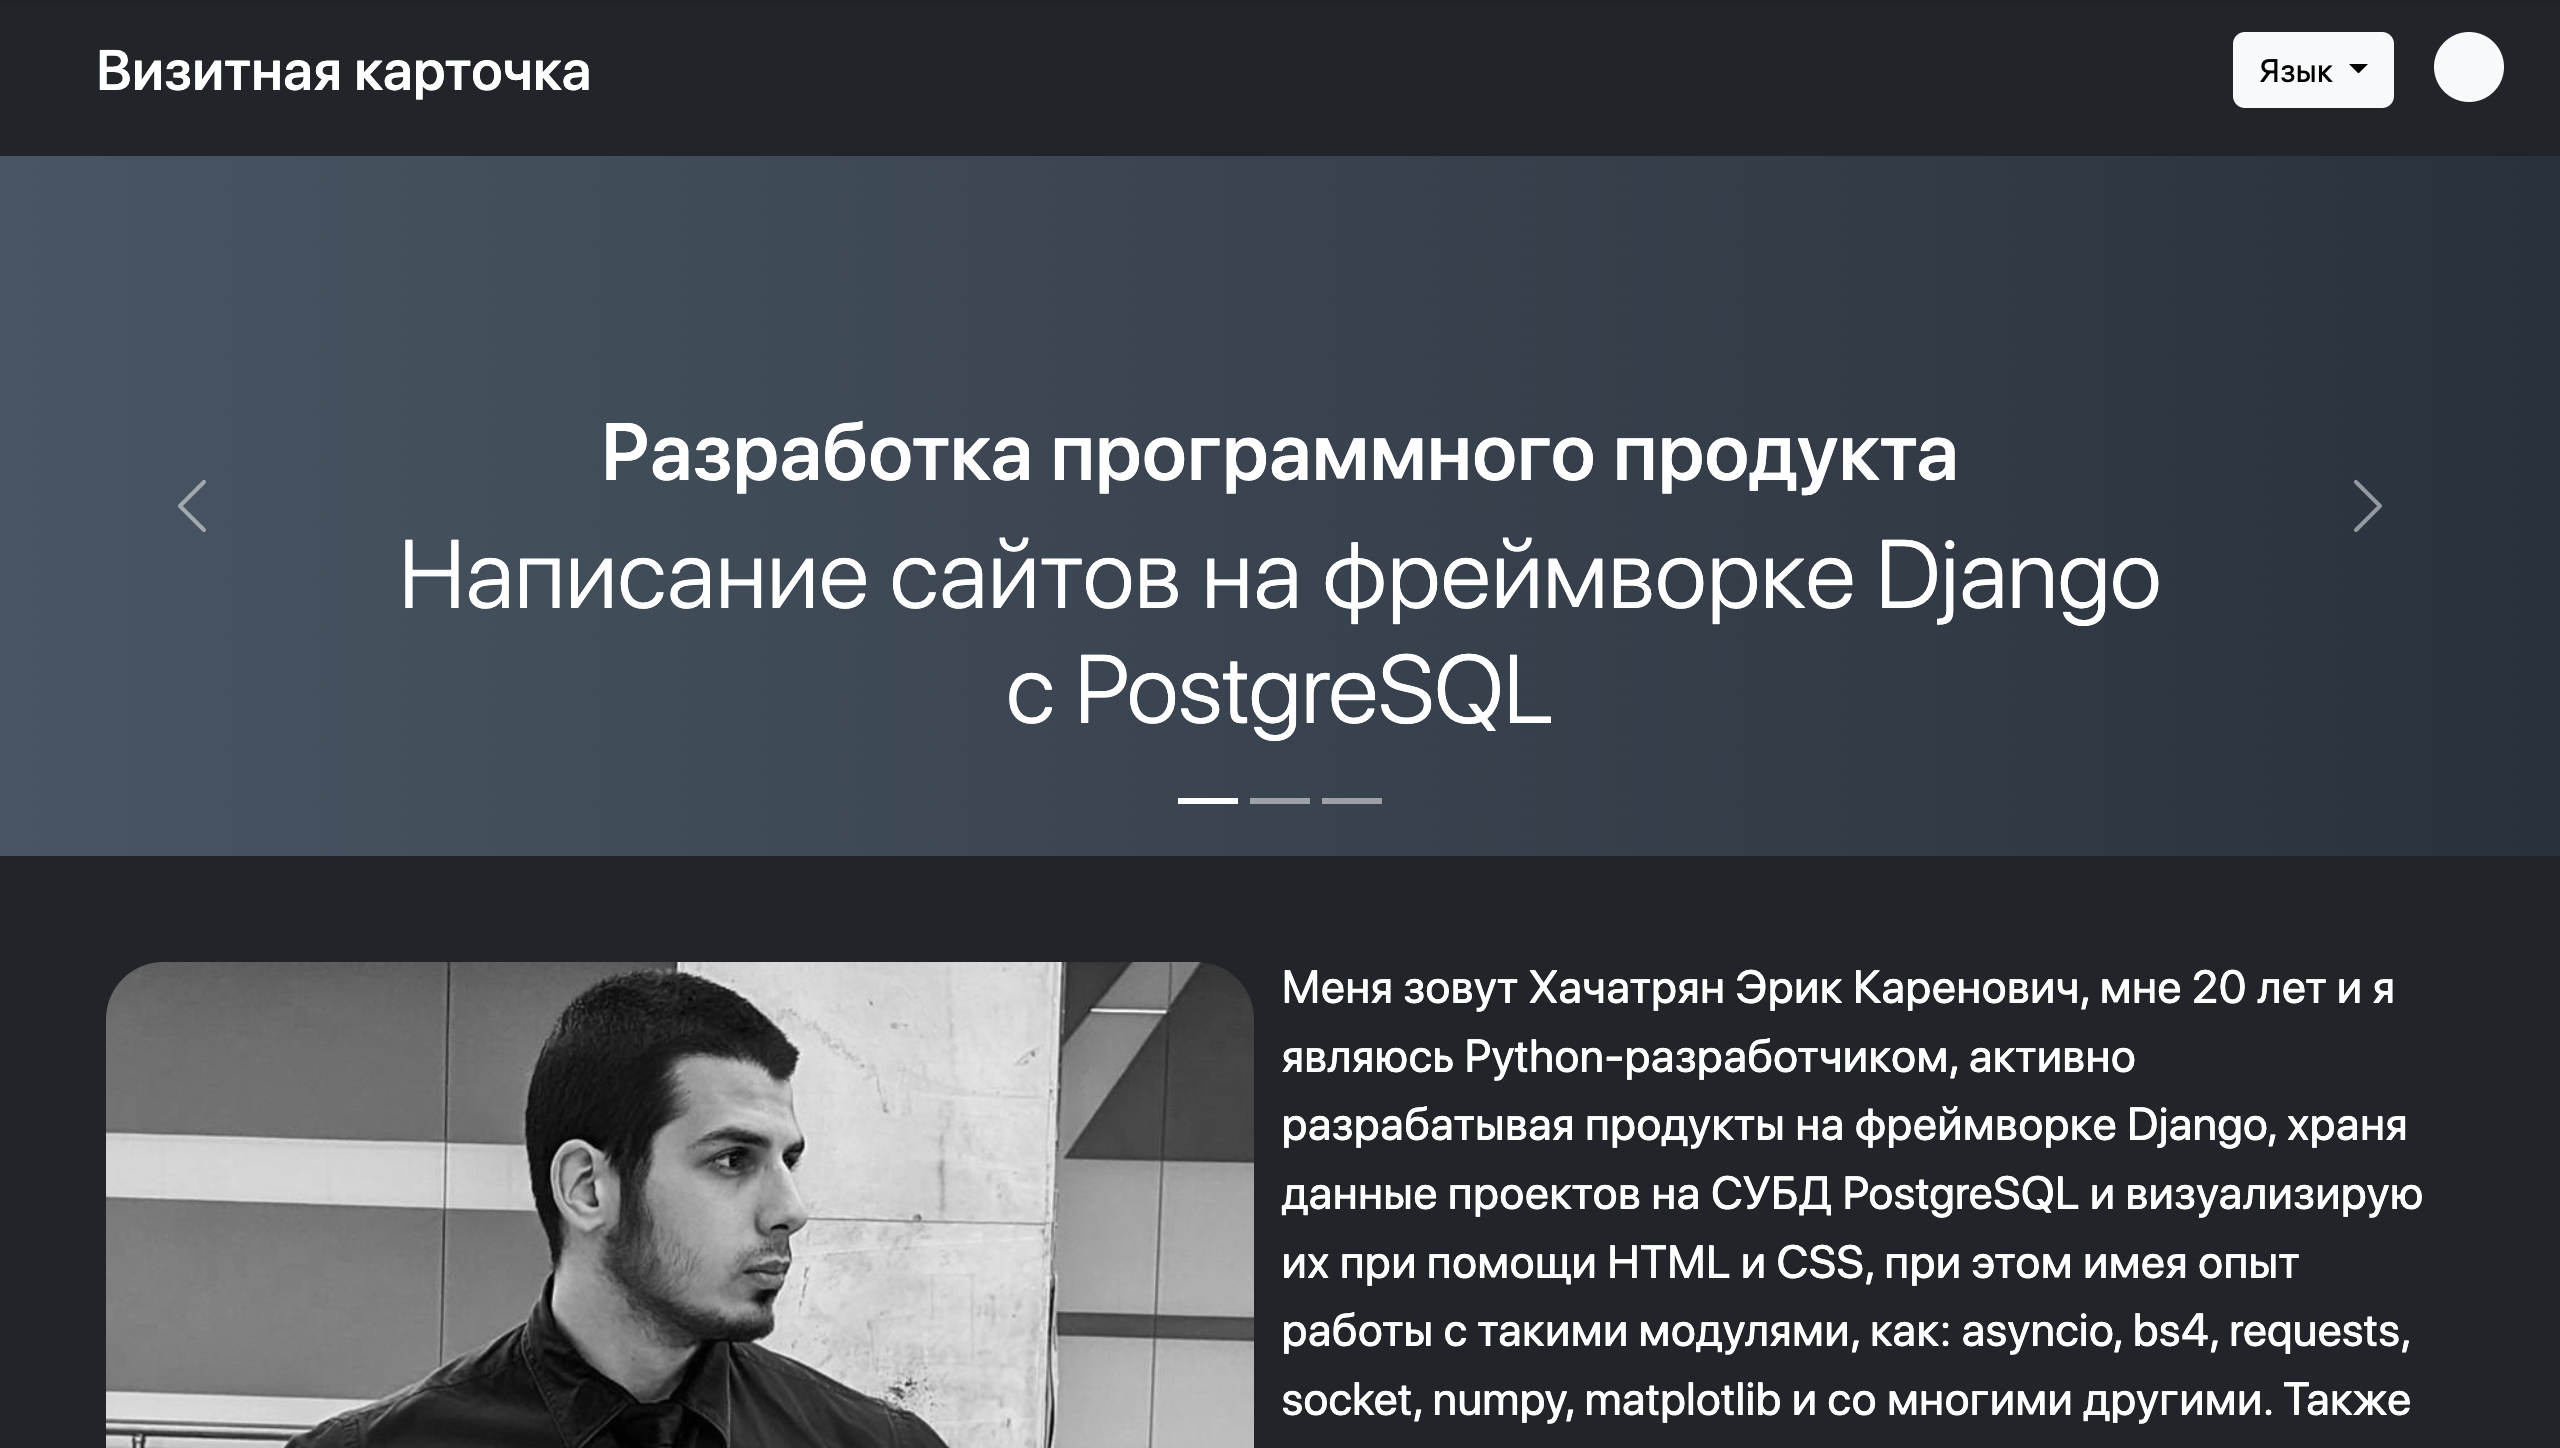 Визитная карточка
Язык
Разработка программного продукта
Написание сайтов на фреймворке Django
с PostgreSQL
Меня зовут Хачатрян Эрик Каренович, мне 20 лет и я
являюсь Python-разработчиком, активно
разрабатывая продукты на фреймворке Django, храня
данные проектов на СУБД PostgreSQL и визуализирую
их при помощи HTML и CSS, при этом имея опыт
работы с такими модулями, как: asyncio, bs4, requests,
socket, numpy, matplotlib и со многими другими. Также